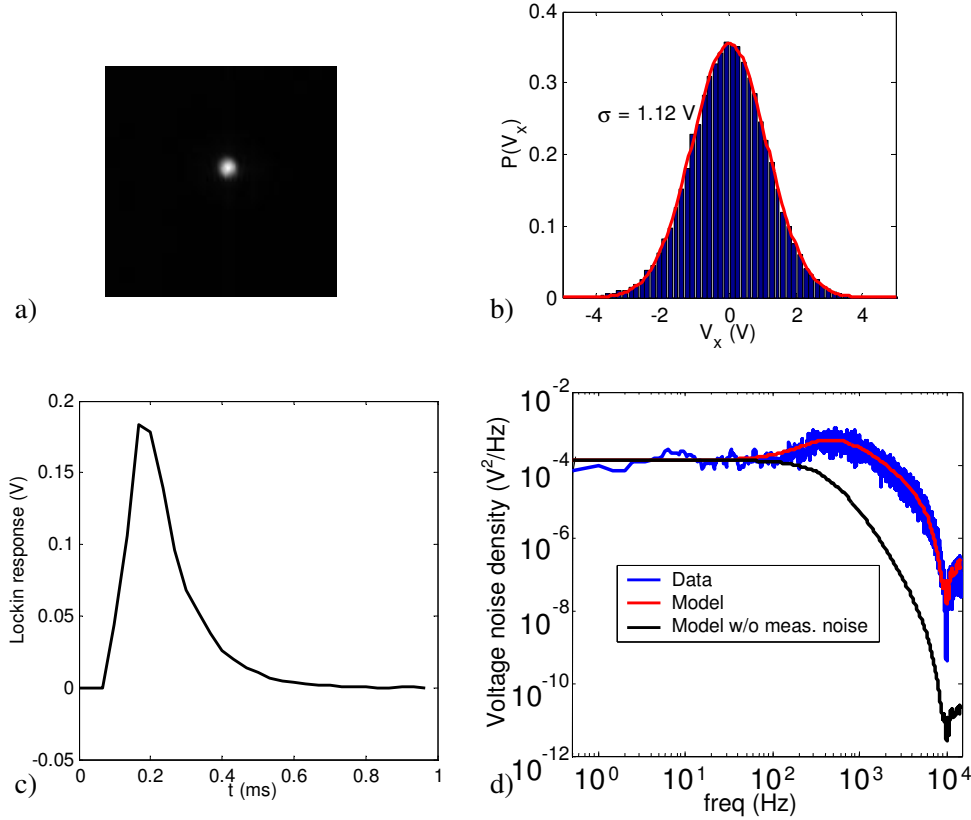 a)
0.4
0.3
0.2
0.1
0
P(V_x)
σ = 1.12 V
-4 -2 0 2 4
V_x (V)
b)
0.2
0.15
0.1
0.05
0
-0.05
Lockin response (V)
0 0.2 0.4 0.6 0.8 1
t (ms)
c)
10^-2
10^-4
10^-6
10^-8
10^-10
10^-12
Voltage noise density (V^2/Hz)
Data
Model
Model w/o meas. noise
10^0 10^1 10^2 10^3 10^4
freq (Hz)
d)